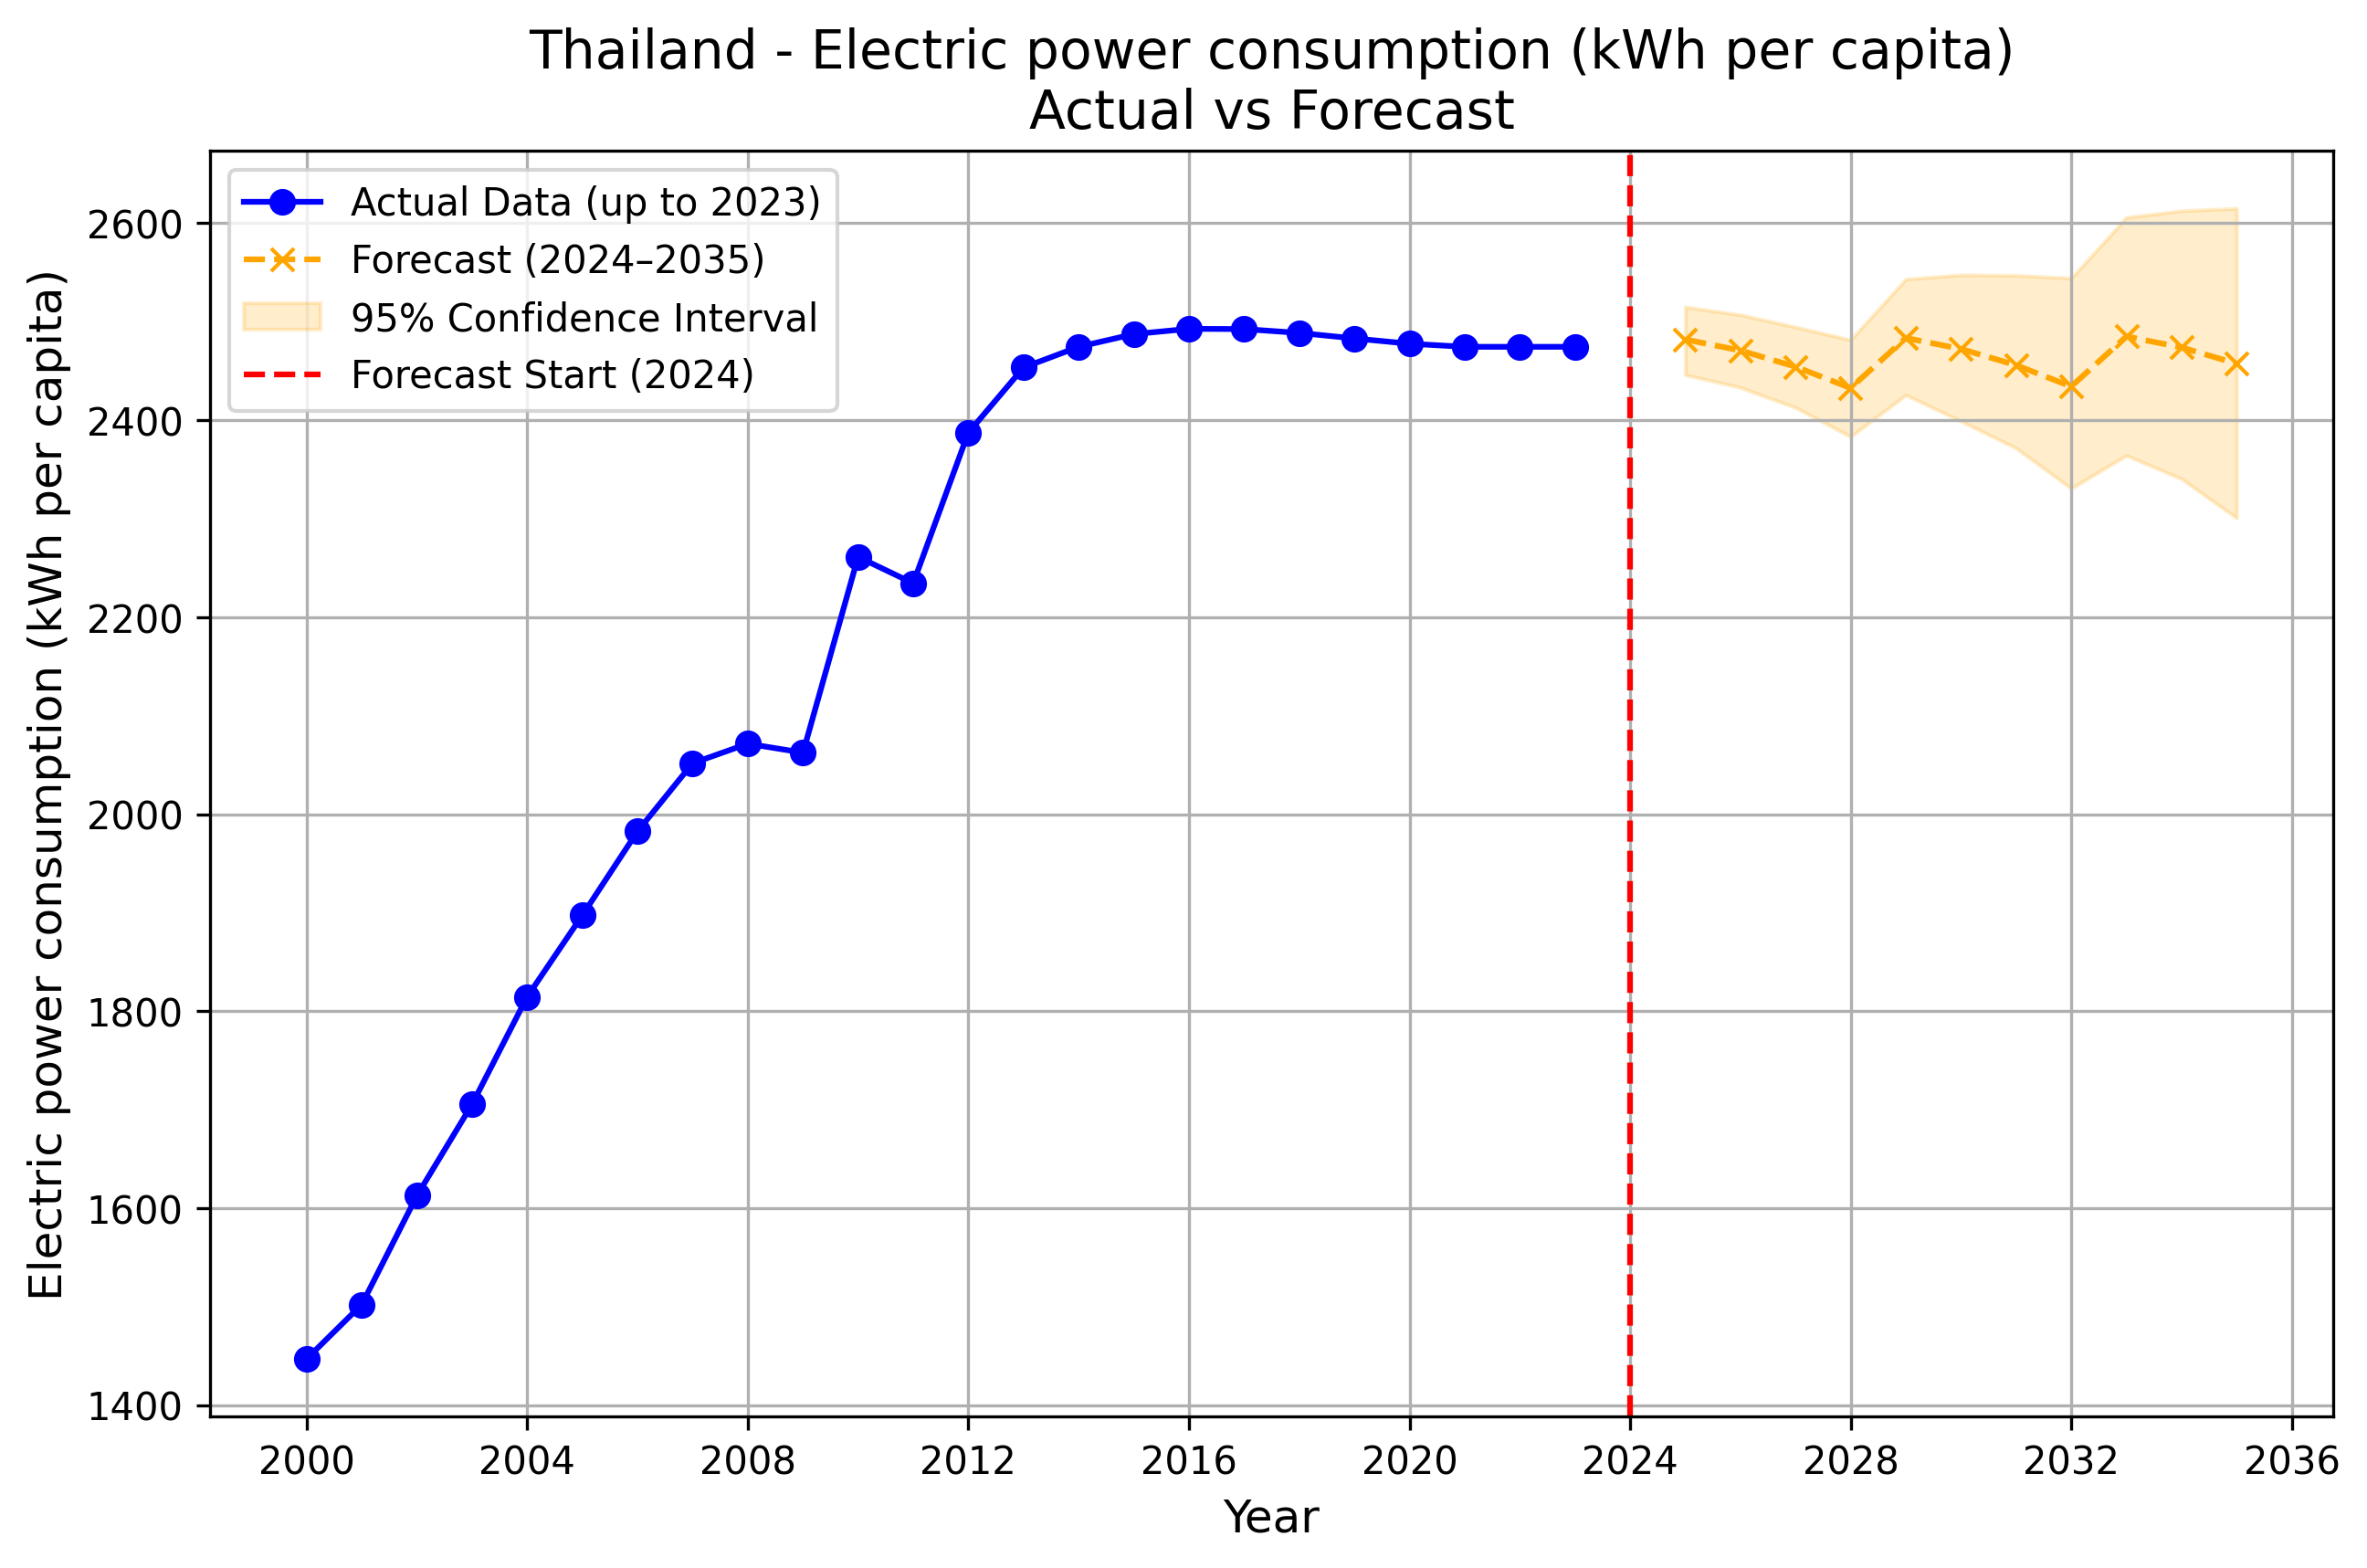 Thailand - Electric power consumption (kWh per capita)
Actual vs Forecast
Actual Data (up to 2023)
Forecast (2024–2035)
95% Confidence Interval
Forecast Start (2024)
Electric power consumption (kWh per capita)
2600
2400
2200
2000
1800
1600
1400
2000 2004 2008 2012 2016 2020 2024 2028 2032 2036
Year